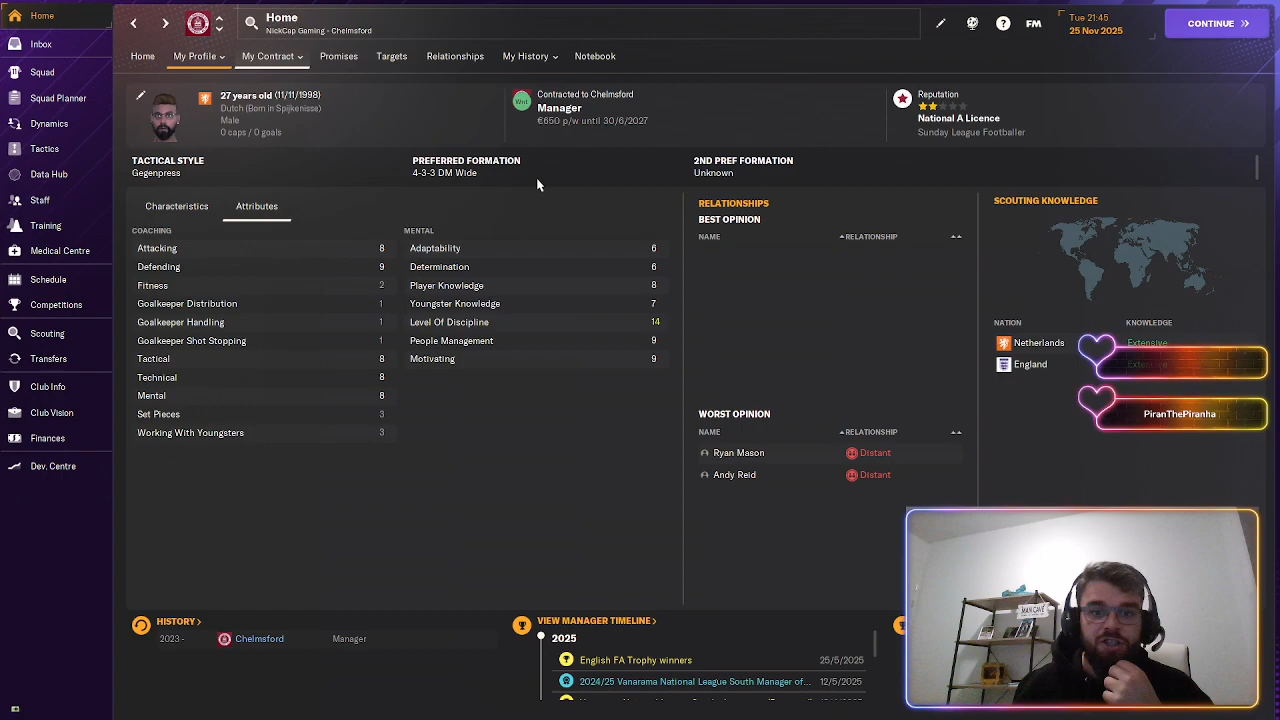 Home
Home
NickCap Gaming - Chelmsford
FM
Tue 21:45
25 Nov 2025
CONTINUE
Inbox
Squad
Squad Planner
Dynamics
Tactics
Data Hub
Staff
Training
Medical Centre
Schedule
Competitions
Scouting
Transfers
Club Info
Club Vision
Finances
Dev. Centre
Home My Profile My Contract Promises Targets Relationships My History Notebook
27 years old (11/11/1998)
Dutch (Born in Spijkenisse)
Male
0 caps / 0 goals
Wnt
Contracted to Chelmsford
Manager
€650 p/w until 30/6/2027
Reputation
National A Licence
Sunday League Footballer
TACTICAL STYLE
Gegenpress
PREFERRED FORMATION
4-3-3 DM Wide
2ND PREF FORMATION
Unknown
Characteristics Attributes
COACHING
Attacking 8
Defending 9
Fitness 2
Goalkeeper Distribution 1
Goalkeeper Handling 1
Goalkeeper Shot Stopping 1
Tactical 8
Technical 8
Mental 8
Set Pieces 3
Working With Youngsters 3
MENTAL
Adaptability 6
Determination 6
Player Knowledge 8
Youngster Knowledge 7
Level Of Discipline 14
People Management 9
Motivating 9
RELATIONSHIPS
BEST OPINION
NAME RELATIONSHIP
WORST OPINION
NAME RELATIONSHIP
Ryan Mason Distant
Andy Reid Distant
SCOUTING KNOWLEDGE
NATION KNOWLEDGE
Netherlands Extensive
England Extensive
PiranThePiranha
MAN CAVE
HISTORY
2023 - Chelmsford Manager
VIEW MANAGER TIMELINE
2025
English FA Trophy winners 25/5/2025
2024/25 Vanarama National League South Manager of... 12/5/2025